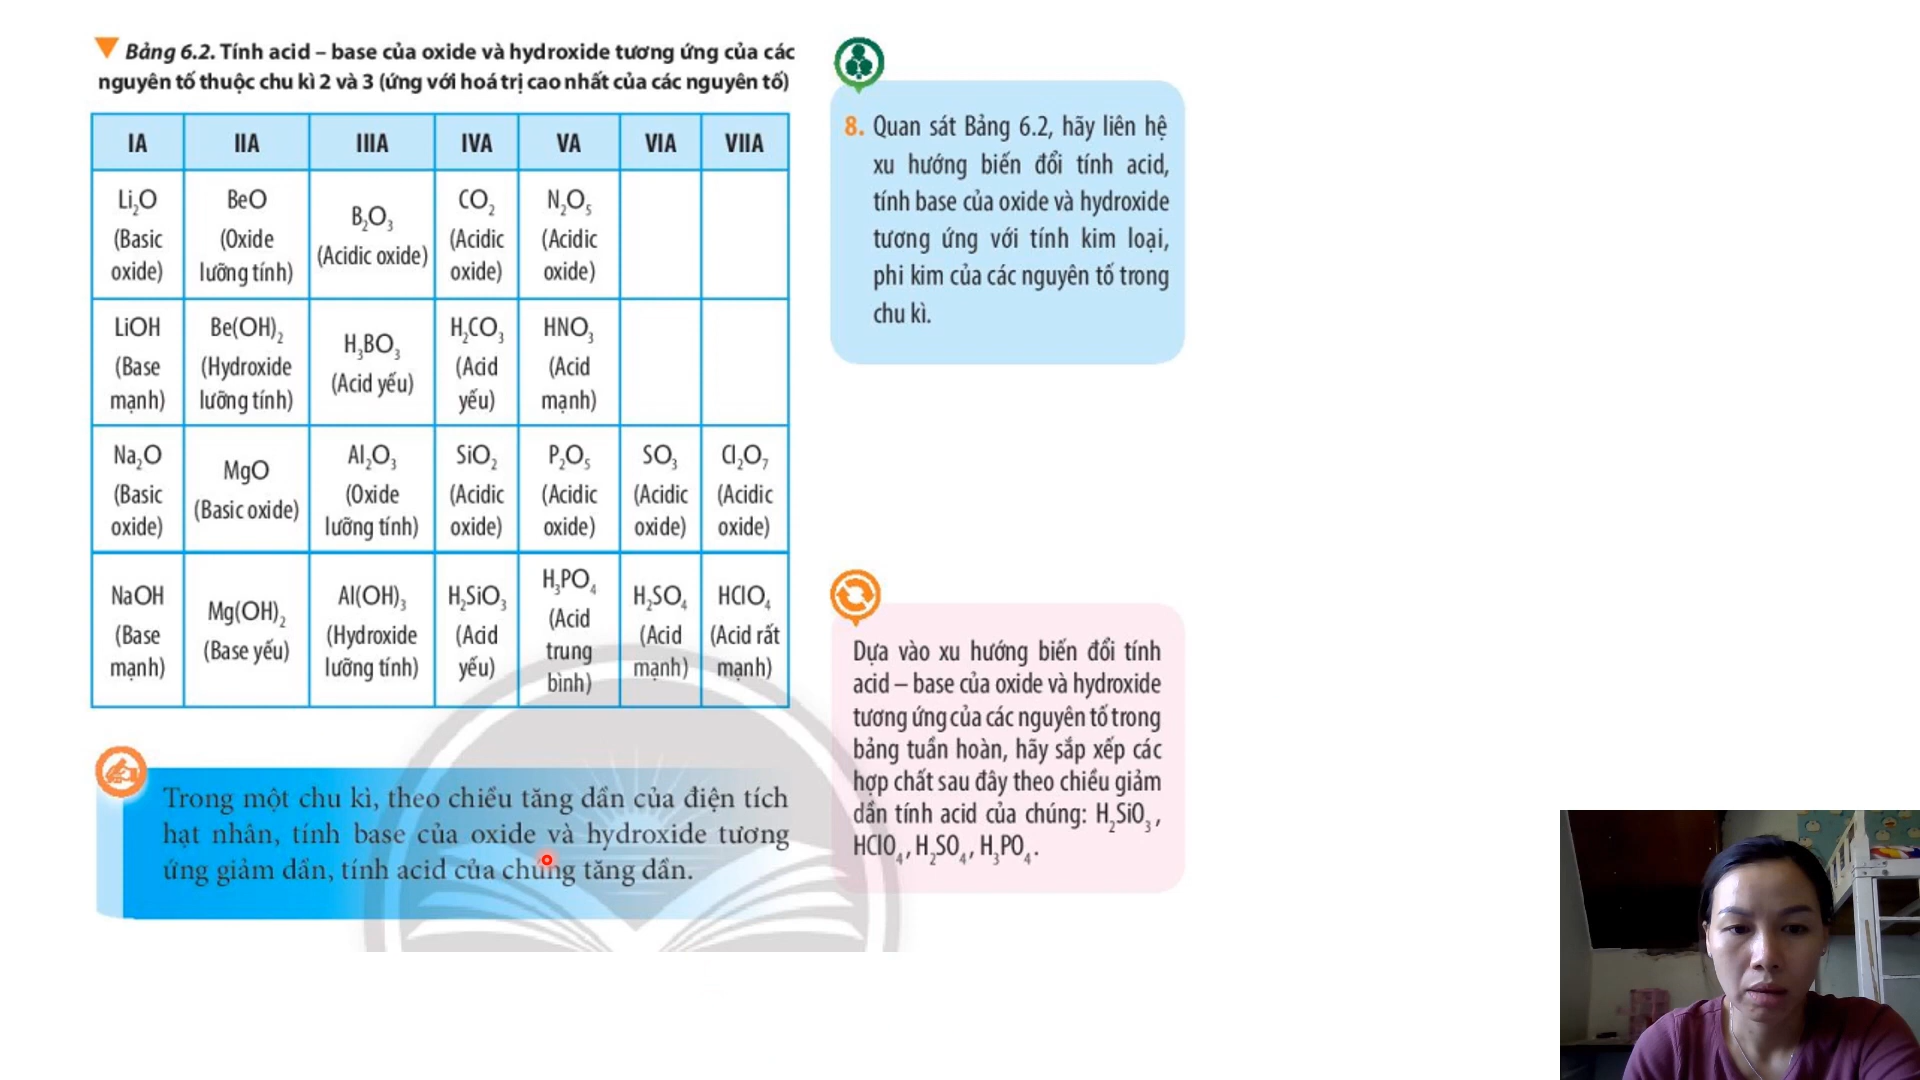 ▼ Bảng 6.2. Tính acid – base của oxide và hydroxide tương ứng của các
nguyên tố thuộc chu kì 2 và 3 (ứng với hoá trị cao nhất của các nguyên tố)
IA IIA IIIA IVA VA VIA VIIA
Li₂O (Basic oxide)
BeO (Oxide lưỡng tính)
B₂O₃ (Acidic oxide)
CO₂ (Acidic oxide)
N₂O₅ (Acidic oxide)
LiOH (Base mạnh)
Be(OH)₂ (Hydroxide lưỡng tính)
H₃BO₃ (Acid yếu)
H₂CO₃ (Acid yếu)
HNO₃ (Acid mạnh)
Na₂O (Basic oxide)
MgO (Basic oxide)
Al₂O₃ (Oxide lưỡng tính)
SiO₂ (Acidic oxide)
P₂O₅ (Acidic oxide)
SO₃ (Acidic oxide)
Cl₂O₇ (Acidic oxide)
NaOH (Base mạnh)
Mg(OH)₂ (Base yếu)
Al(OH)₃ (Hydroxide lưỡng tính)
H₂SiO₃ (Acid yếu)
H₃PO₄ (Acid trung bình)
H₂SO₄ (Acid mạnh)
HClO₄ (Acid rất mạnh)
Trong một chu kì, theo chiều tăng dần của điện tích
hạt nhân, tính base của oxide và hydroxide tương
ứng giảm dần, tính acid của chúng tăng dần.
8. Quan sát Bảng 6.2, hãy liên hệ
xu hướng biến đổi tính acid,
tính base của oxide và hydroxide
tương ứng với tính kim loại,
phi kim của các nguyên tố trong
chu kì.
Dựa vào xu hướng biến đổi tính
acid – base của oxide và hydroxide
tương ứng của các nguyên tố trong
bảng tuần hoàn, hãy sắp xếp các
hợp chất sau đây theo chiều giảm
dần tính acid của chúng: H₂SiO₃,
HClO₄, H₂SO₄, H₃PO₄.